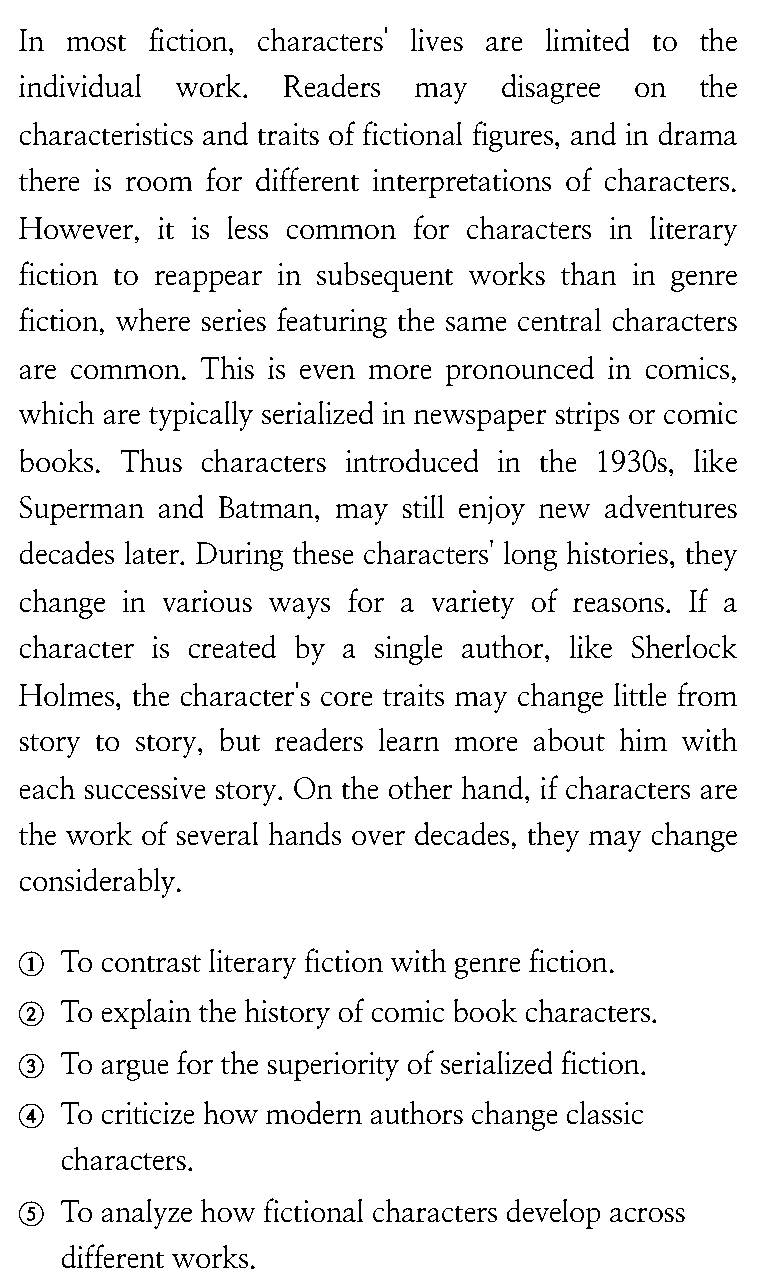 In most fiction, characters' lives are limited to the
individual work. Readers may disagree on the
characteristics and traits of fictional figures, and in drama
there is room for different interpretations of characters.
However, it is less common for characters in literary
fiction to reappear in subsequent works than in genre
fiction, where series featuring the same central characters
are common. This is even more pronounced in comics,
which are typically serialized in newspaper strips or comic
books. Thus characters introduced in the 1930s, like
Superman and Batman, may still enjoy new adventures
decades later. During these characters' long histories, they
change in various ways for a variety of reasons. If a
character is created by a single author, like Sherlock
Holmes, the character's core traits may change little from
story to story, but readers learn more about him with
each successive story. On the other hand, if characters are
the work of several hands over decades, they may change
considerably.
① To contrast literary fiction with genre fiction.
② To explain the history of comic book characters.
③ To argue for the superiority of serialized fiction.
④ To criticize how modern authors change classic
characters.
⑤ To analyze how fictional characters develop across
different works.